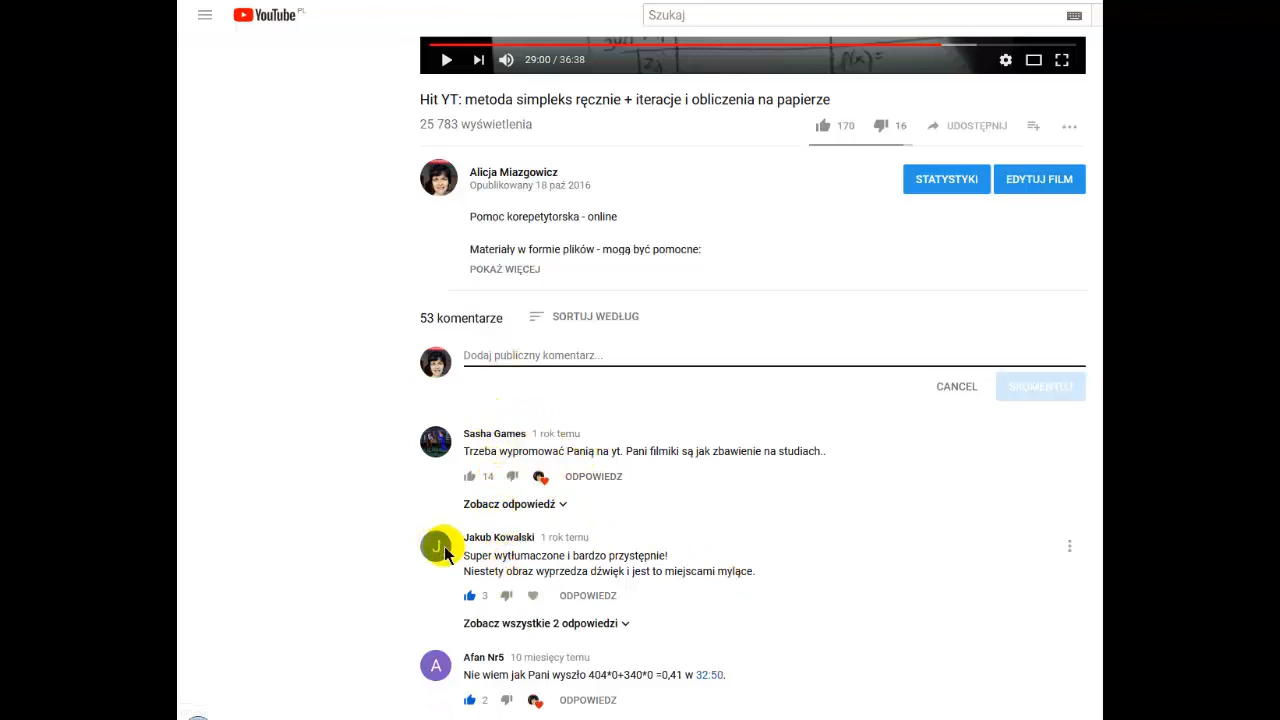 YouTube PL
Szukaj
29:00 / 36:38
f(x)=
Hit YT: metoda simpleks ręcznie + iteracje i obliczenia na papierze
25 783 wyświetlenia
170 16 UDOSTĘPNIJ
Alicja Miazgowicz
Opublikowany 18 paź 2016
STATYSTYKI EDYTUJ FILM
Pomoc korepetytorska - online
Materiały w formie plików - mogą być pomocne:
POKAŻ WIĘCEJ
53 komentarze SORTUJ WEDŁUG
Dodaj publiczny komentarz...
CANCEL SKOMENTUJ
Sasha Games 1 rok temu
Trzeba wypromować Panią na yt. Pani filmiki są jak zbawienie na studiach..
14 ODPOWIEDZ
Zobacz odpowiedź
J
Jakub Kowalski 1 rok temu
Super wytłumaczone i bardzo przystępnie!
Niestety obraz wyprzedza dźwięk i jest to miejscami mylące.
3 ODPOWIEDZ
Zobacz wszystkie 2 odpowiedzi
A
Afan Nr5 10 miesięcy temu
Nie wiem jak Pani wyszło 404*0+340*0 =0,41 w 32:50.
2 ODPOWIEDZ